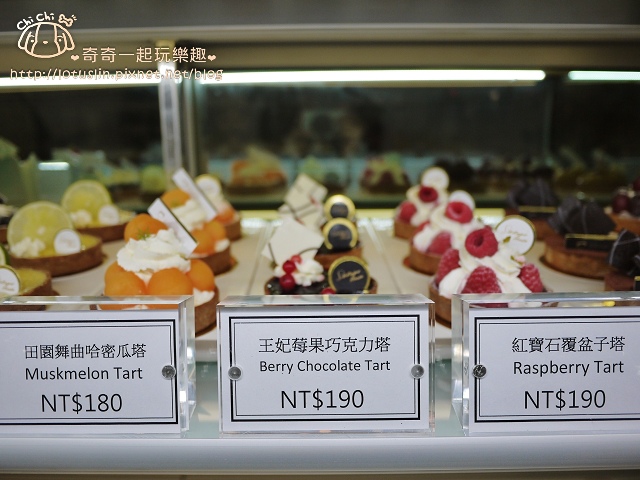 Chi Chi
奇奇一起玩樂趣
http://lotuslin.pixnet.net/blog
田園舞曲哈密瓜塔
Muskmelon Tart
NT$180
王妃莓果巧克力塔
Berry Chocolate Tart
NT$190
紅寶石覆盆子塔
Raspberry Tart
NT$190